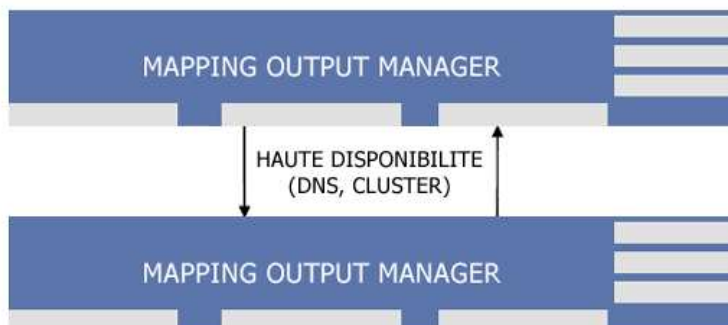 MAPPING OUTPUT MANAGER
HAUTE DISPONIBILITE
(DNS, CLUSTER)
MAPPING OUTPUT MANAGER